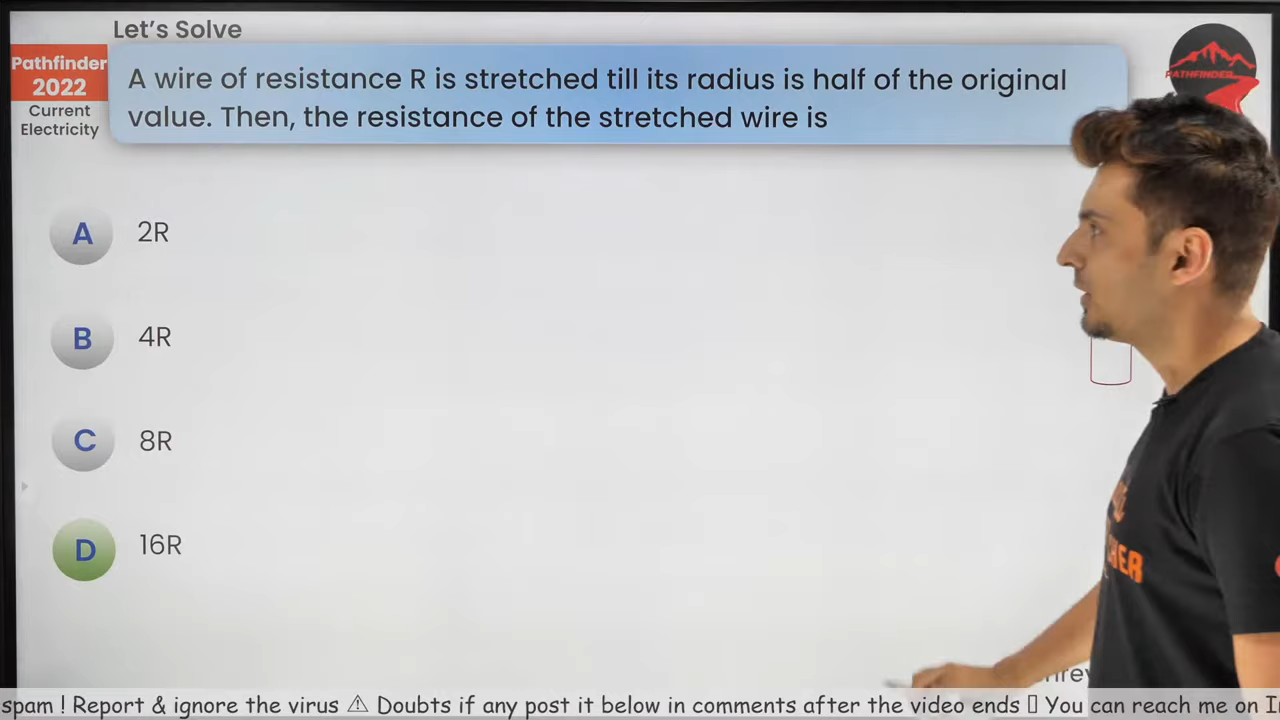 Let's Solve
Pathfinder
2022
Current
Electricity
A wire of resistance R is stretched till its radius is half of the original
value. Then, the resistance of the stretched wire is
PATHFINDER
A 2R
B 4R
C 8R
D 16R
spam ! Report & ignore the virus ⚠ Doubts if any post it below in comments after the video ends ▯ You can reach me on